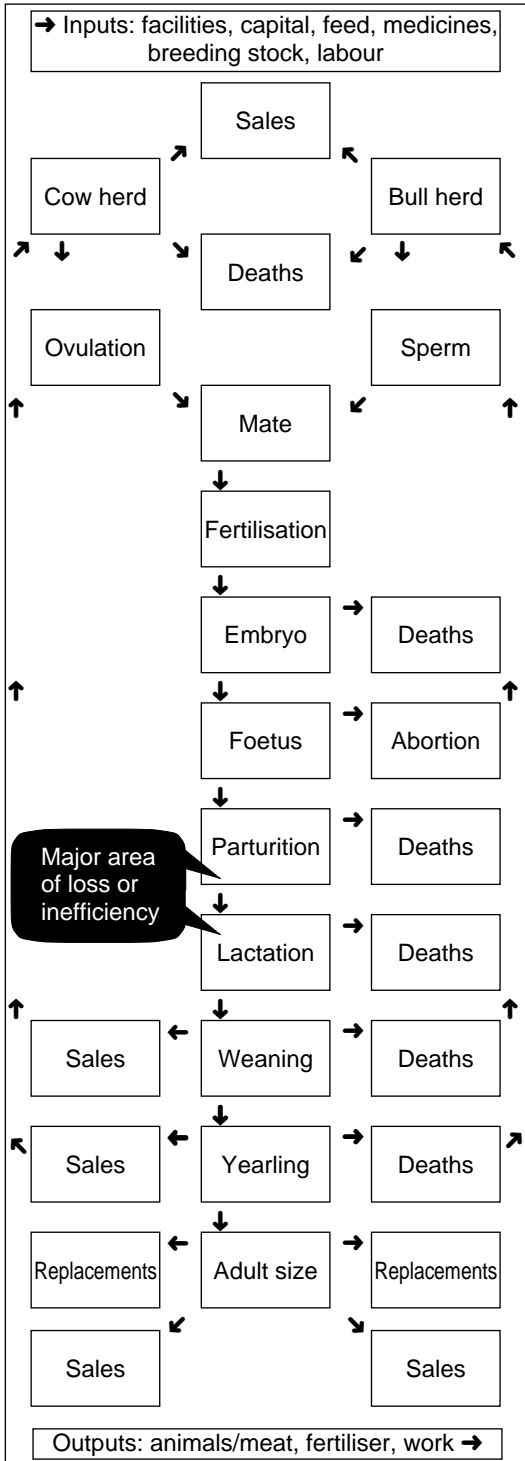 ➔ Inputs: facilities, capital, feed, medicines,
breeding stock, labour
Sales
Cow herd
Bull herd
Deaths
Ovulation
Sperm
Mate
Fertilisation
Embryo
Deaths
Foetus
Abortion
Major area
of loss or
inefficiency
Parturition
Deaths
Lactation
Deaths
Sales
Weaning
Deaths
Sales
Yearling
Deaths
Replacements
Adult size
Replacements
Sales
Sales
Outputs: animals/meat, fertiliser, work ➔